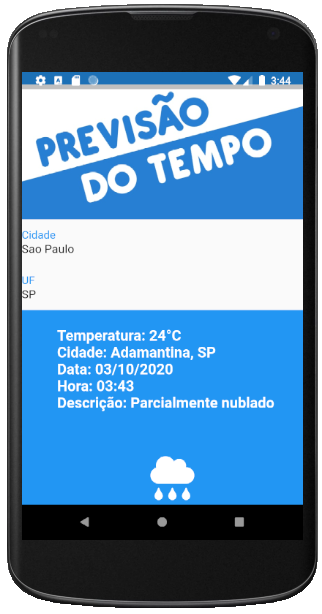 3:44
PREVISÃO
DO TEMPO
Cidade
Sao Paulo
UF
SP
Temperatura: 24°C
Cidade: Adamantina, SP
Data: 03/10/2020
Hora: 03:43
Descrição: Parcialmente nublado